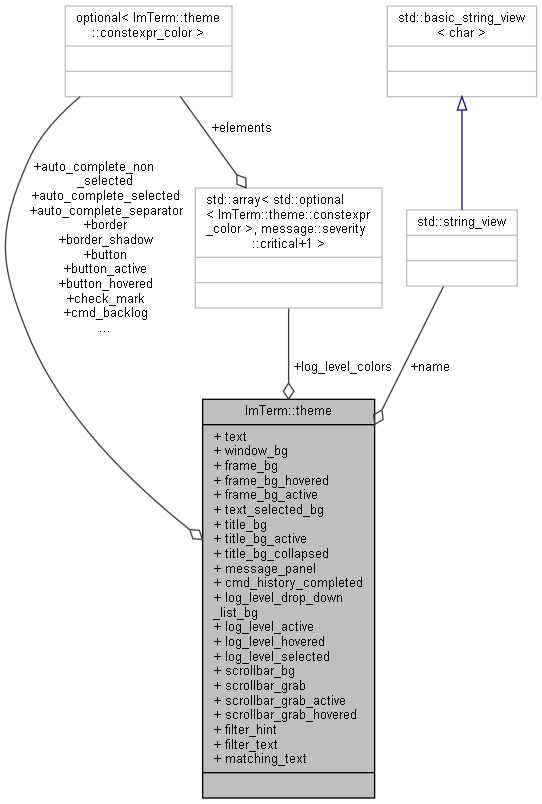 optional< ImTerm::theme
::constexpr_color >
std::basic_string_view
< char >
+elements
+auto_complete_non
_selected
+auto_complete_selected
+auto_complete_separator
+border
+border_shadow
+button
+button_active
+button_hovered
+check_mark
+cmd_backlog
...
std::array< std::optional
< ImTerm::theme::constexpr
_color >, message::severity
::critical+1 >
std::string_view
+log_level_colors
+name
ImTerm::theme
+ text
+ window_bg
+ frame_bg
+ frame_bg_hovered
+ frame_bg_active
+ text_selected_bg
+ title_bg
+ title_bg_active
+ title_bg_collapsed
+ message_panel
+ cmd_history_completed
+ log_level_drop_down
_list_bg
+ log_level_active
+ log_level_hovered
+ log_level_selected
+ scrollbar_bg
+ scrollbar_grab
+ scrollbar_grab_active
+ scrollbar_grab_hovered
+ filter_hint
+ filter_text
+ matching_text